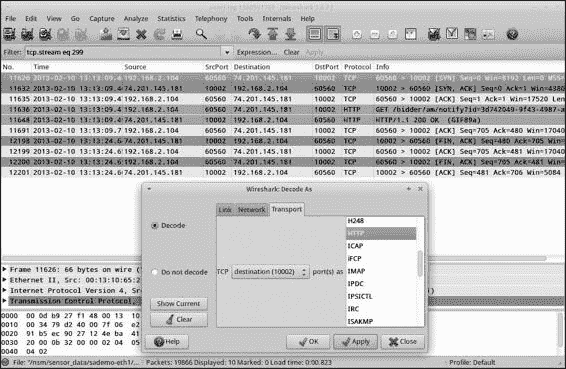 File Edit View Go Capture Analyze Statistics Telephony Tools Internals Help
Filter: tcp.stream eq 299 Expression... Clear Apply
No. Time Source SrcPort Destination DstPort Protocol Info
11626 2013-02-10 13:13:09.4 192.168.2.104 60560 74.201.145.181 10002 TCP 60560 > 10002 [SYN] Seq=0 Win=8192 Len=0 MSS=
11632 2013-02-10 13:13:09.4 74.201.145.181 10002 192.168.2.104 60560 TCP 10002 > 60560 [SYN, ACK] Seq=0 Ack=1 Win=4380
11635 2013-02-10 13:13:09.4 192.168.2.104 60560 74.201.145.181 10002 TCP 60560 > 10002 [ACK] Seq=1 Ack=1 Win=17520 Len
11636 2013-02-10 13:13:09.4 192.168.2.104 60560 74.201.145.181 10002 HTTP GET /bidder/am/notify?id=3d742049-9f43-4987-a
11648 2013-02-10 13:13:09.4 74.201.145.181 10002 192.168.2.104 60560 HTTP HTTP/1.1 200 OK (GIF89a)
11691 2013-02-10 13:13:09.7 192.168.2.104 60560 74.201.145.181 10002 TCP 60560 > 10002 [ACK] Seq=705 Ack=480 Win=17040
12198 2013-02-10 13:13:24.6 74.201.145.181 10002 192.168.2.104 60560 TCP 10002 > 60560 [FIN, ACK] Seq=480 Ack=705 Win=
12199 2013-02-10 13:13:24.6 192.168.2.104 60560 74.201.145.181 10002 TCP 60560 > 10002 [ACK] Seq=705 Ack=481 Win=17040
12200 2013-02-10 13:13:24.6 192.168.2.104 60560 74.201.145.181 10002 TCP 60560 > 10002 [FIN, ACK] Seq=705 Ack=481 Win=
12201 2013-02-10 13:13:24.6 74.201.145.181 10002 192.168.2.104 60560 TCP 10002 > 60560 [ACK] Seq=481 Ack=706 Win=5084
Wireshark: Decode As
Link Network Transport
Decode
Do not decode
Show Current
Clear
TCP destination (10002) port(s) as
H248
HTTP
ICAP
iFCP
IMAP
IPDC
IPSICTL
IRC
ISAKMP
Help OK Apply Close
Frame 11626: 66 bytes on wire
Ethernet II, Src: 00:13:10:65:2
Internet Protocol Version 4, Sr
Transmission Control Protocol,
0000 00 0d b9 27 f1 48 00 13 10
0010 00 34 79 d2 40 00 7f 06 e2
0020 91 b5 ec 90 27 12 4e ba 41
0030 20 00 0b 32 00 00 02 04 05
0040 04 02
File: "/nsm/sensor_data/sademo-eth1/ Packets: 19866 Displayed: 10 Marked: 0 Load time: 0:00.823 Profile: Default